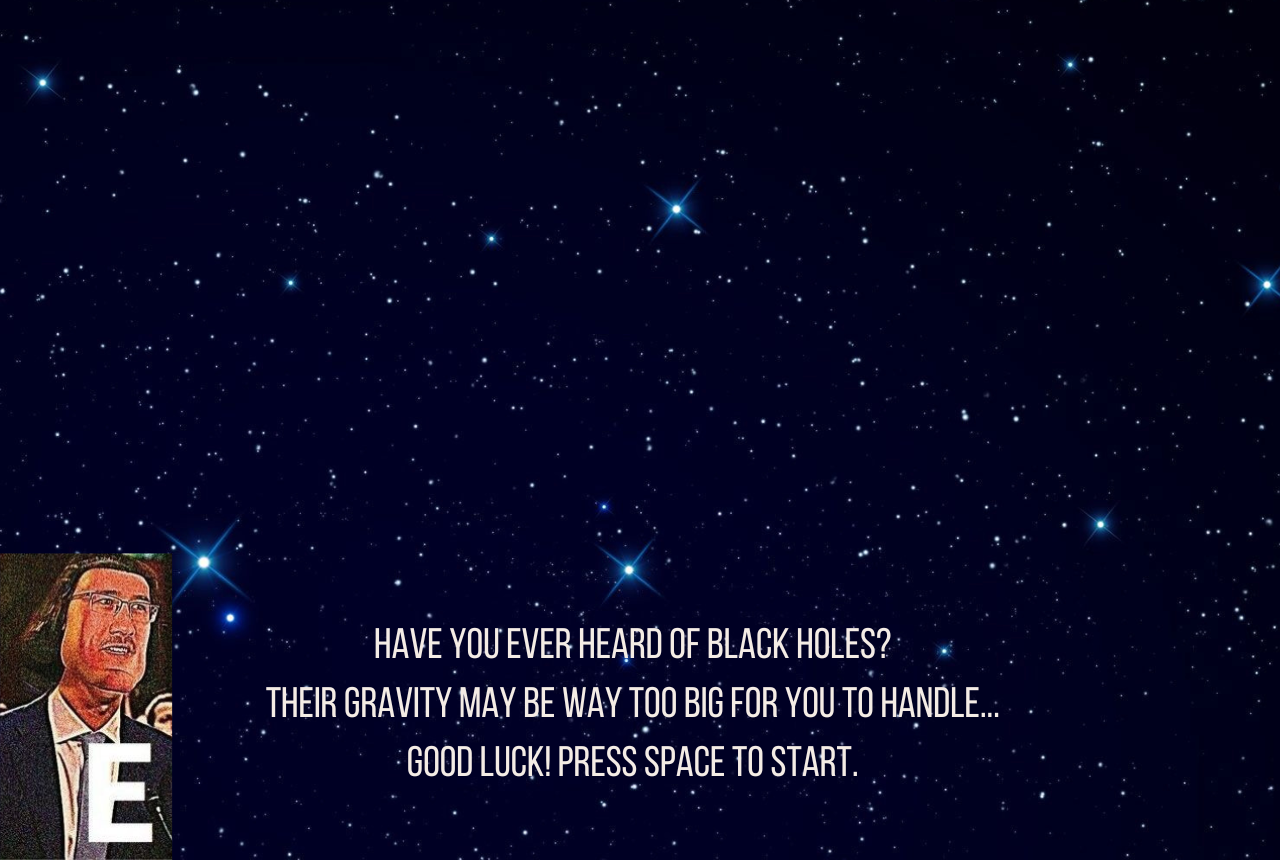 HAVE YOU EVER HEARD OF BLACK HOLES?
THEIR GRAVITY MAY BE WAY TOO BIG FOR YOU TO HANDLE...
GOOD LUCK! PRESS SPACE TO START.
E